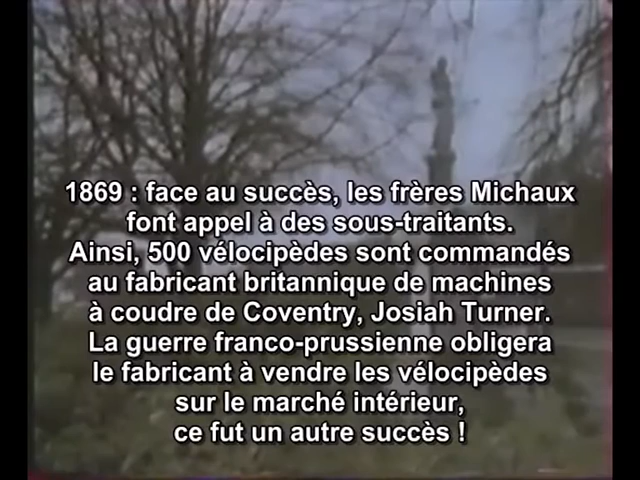 1869 : face au succès, les frères Michaux
font appel à des sous-traitants.
Ainsi, 500 vélocipèdes sont commandés
au fabricant britannique de machines
à coudre de Coventry, Josiah Turner.
La guerre franco-prussienne obligera
le fabricant à vendre les vélocipèdes
sur le marché intérieur,
ce fut un autre succès !